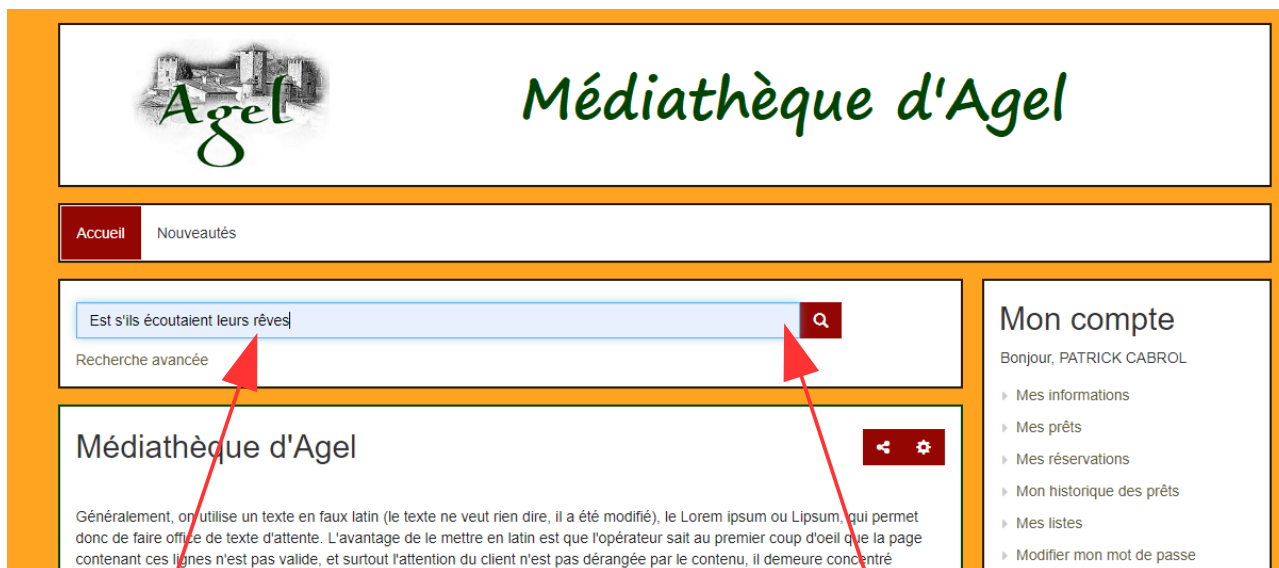 Agel
Médiathèque d'Agel
Accueil Nouveautés
Est s'ils écoutaient leurs rêves
Recherche avancée
Médiathèque d'Agel
Généralement, on utilise un texte en faux latin (le texte ne veut rien dire, il a été modifié), le Lorem ipsum ou Lipsum, qui permet
donc de faire office de texte d'attente. L'avantage de le mettre en latin est que l'opérateur sait au premier coup d'oeil que la page
contenant ces lignes n'est pas valide, et surtout l'attention du client n'est pas dérangée par le contenu, il demeure concentré
Mon compte
Bonjour, PATRICK CABROL
Mes informations
Mes prêts
Mes réservations
Mon historique des prêts
Mes listes
Modifier mon mot de passe